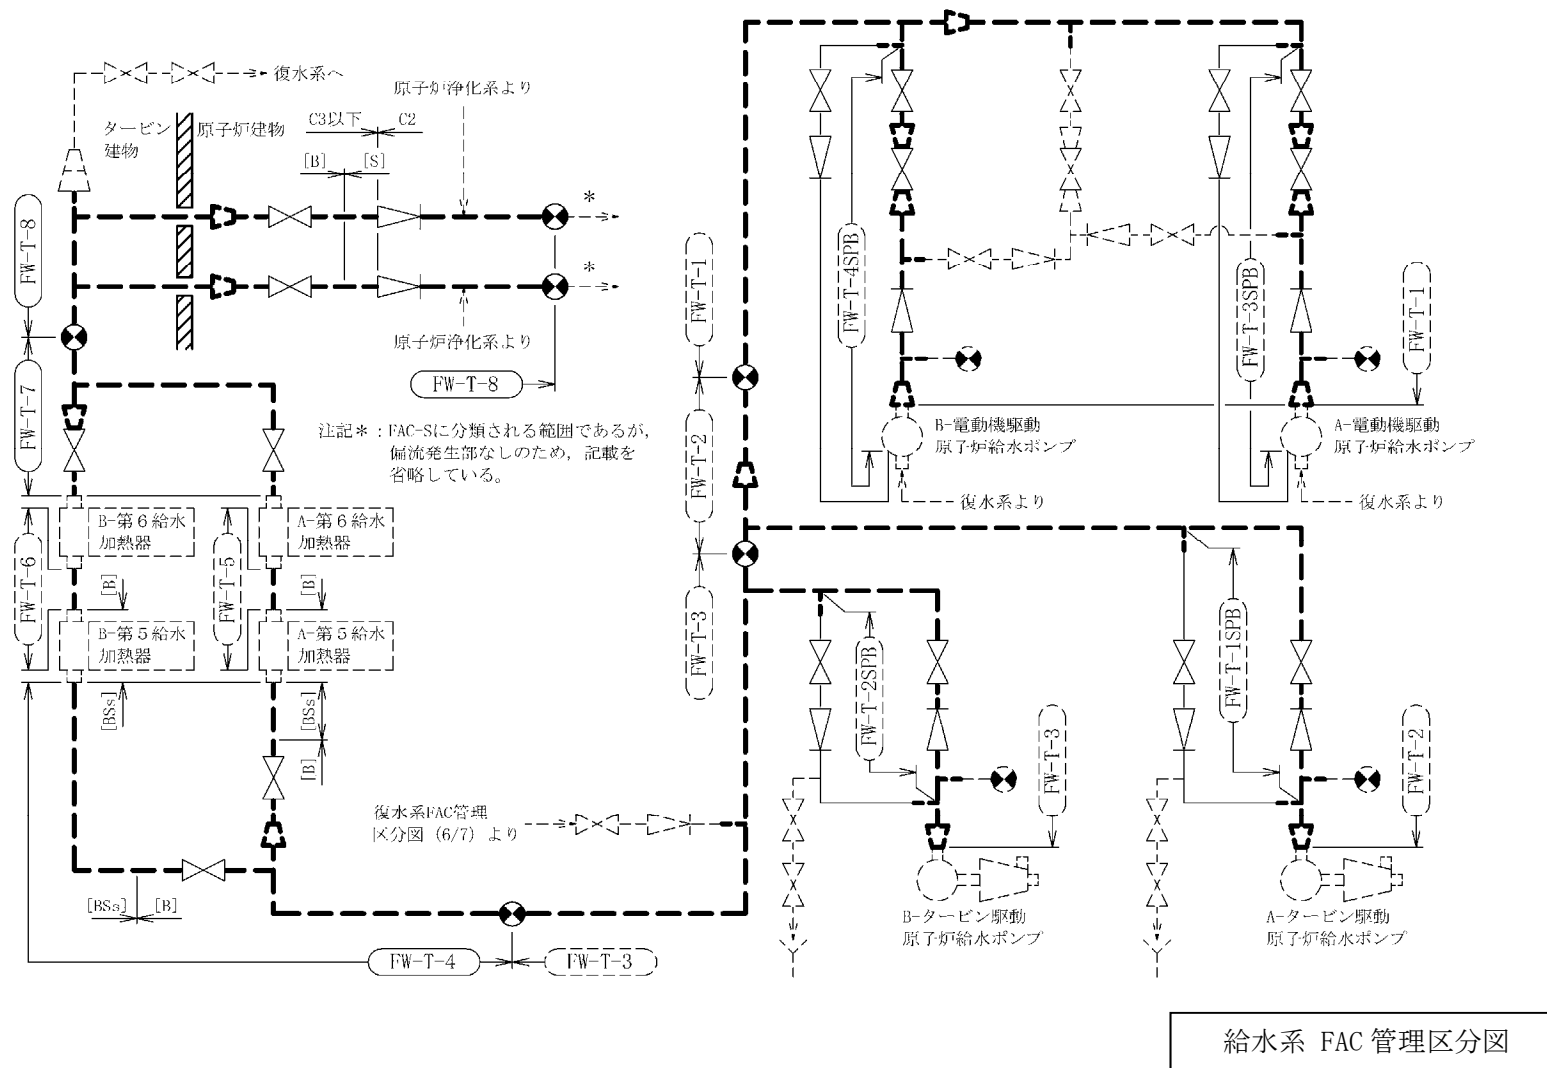 復水系へ
タービン
建物
原子炉建物
原子炉浄化系より
C3以下
C2
[B]
[S]
*
*
原子炉浄化系より
FW-T-8
FW-T-8
FW-T-7
注記*:FAC-Sに分類される範囲であるが,
偏流発生部なしのため, 記載を
省略している。
B-第6給水
加熱器
A-第6給水
加熱器
FW-T-6
FW-T-5
[B]
[B]
B-第5給水
加熱器
A-第5給水
加熱器
[BSs]
[BSs]
[B]
[BSs]
[B]
FW-T-4
FW-T-3
復水系FAC管理
区分図 (6/7) より
FW-T-1
FW-T-2
FW-T-3
FW-T-4SPB
FW-T-3SPB
FW-T-1
B-電動機駆動
原子炉給水ポンプ
A-電動機駆動
原子炉給水ポンプ
復水系より
復水系より
FW-T-2SPB
FW-T-1SPB
FW-T-3
FW-T-2
B-タービン駆動
原子炉給水ポンプ
A-タービン駆動
原子炉給水ポンプ
給水系 FAC 管理区分図